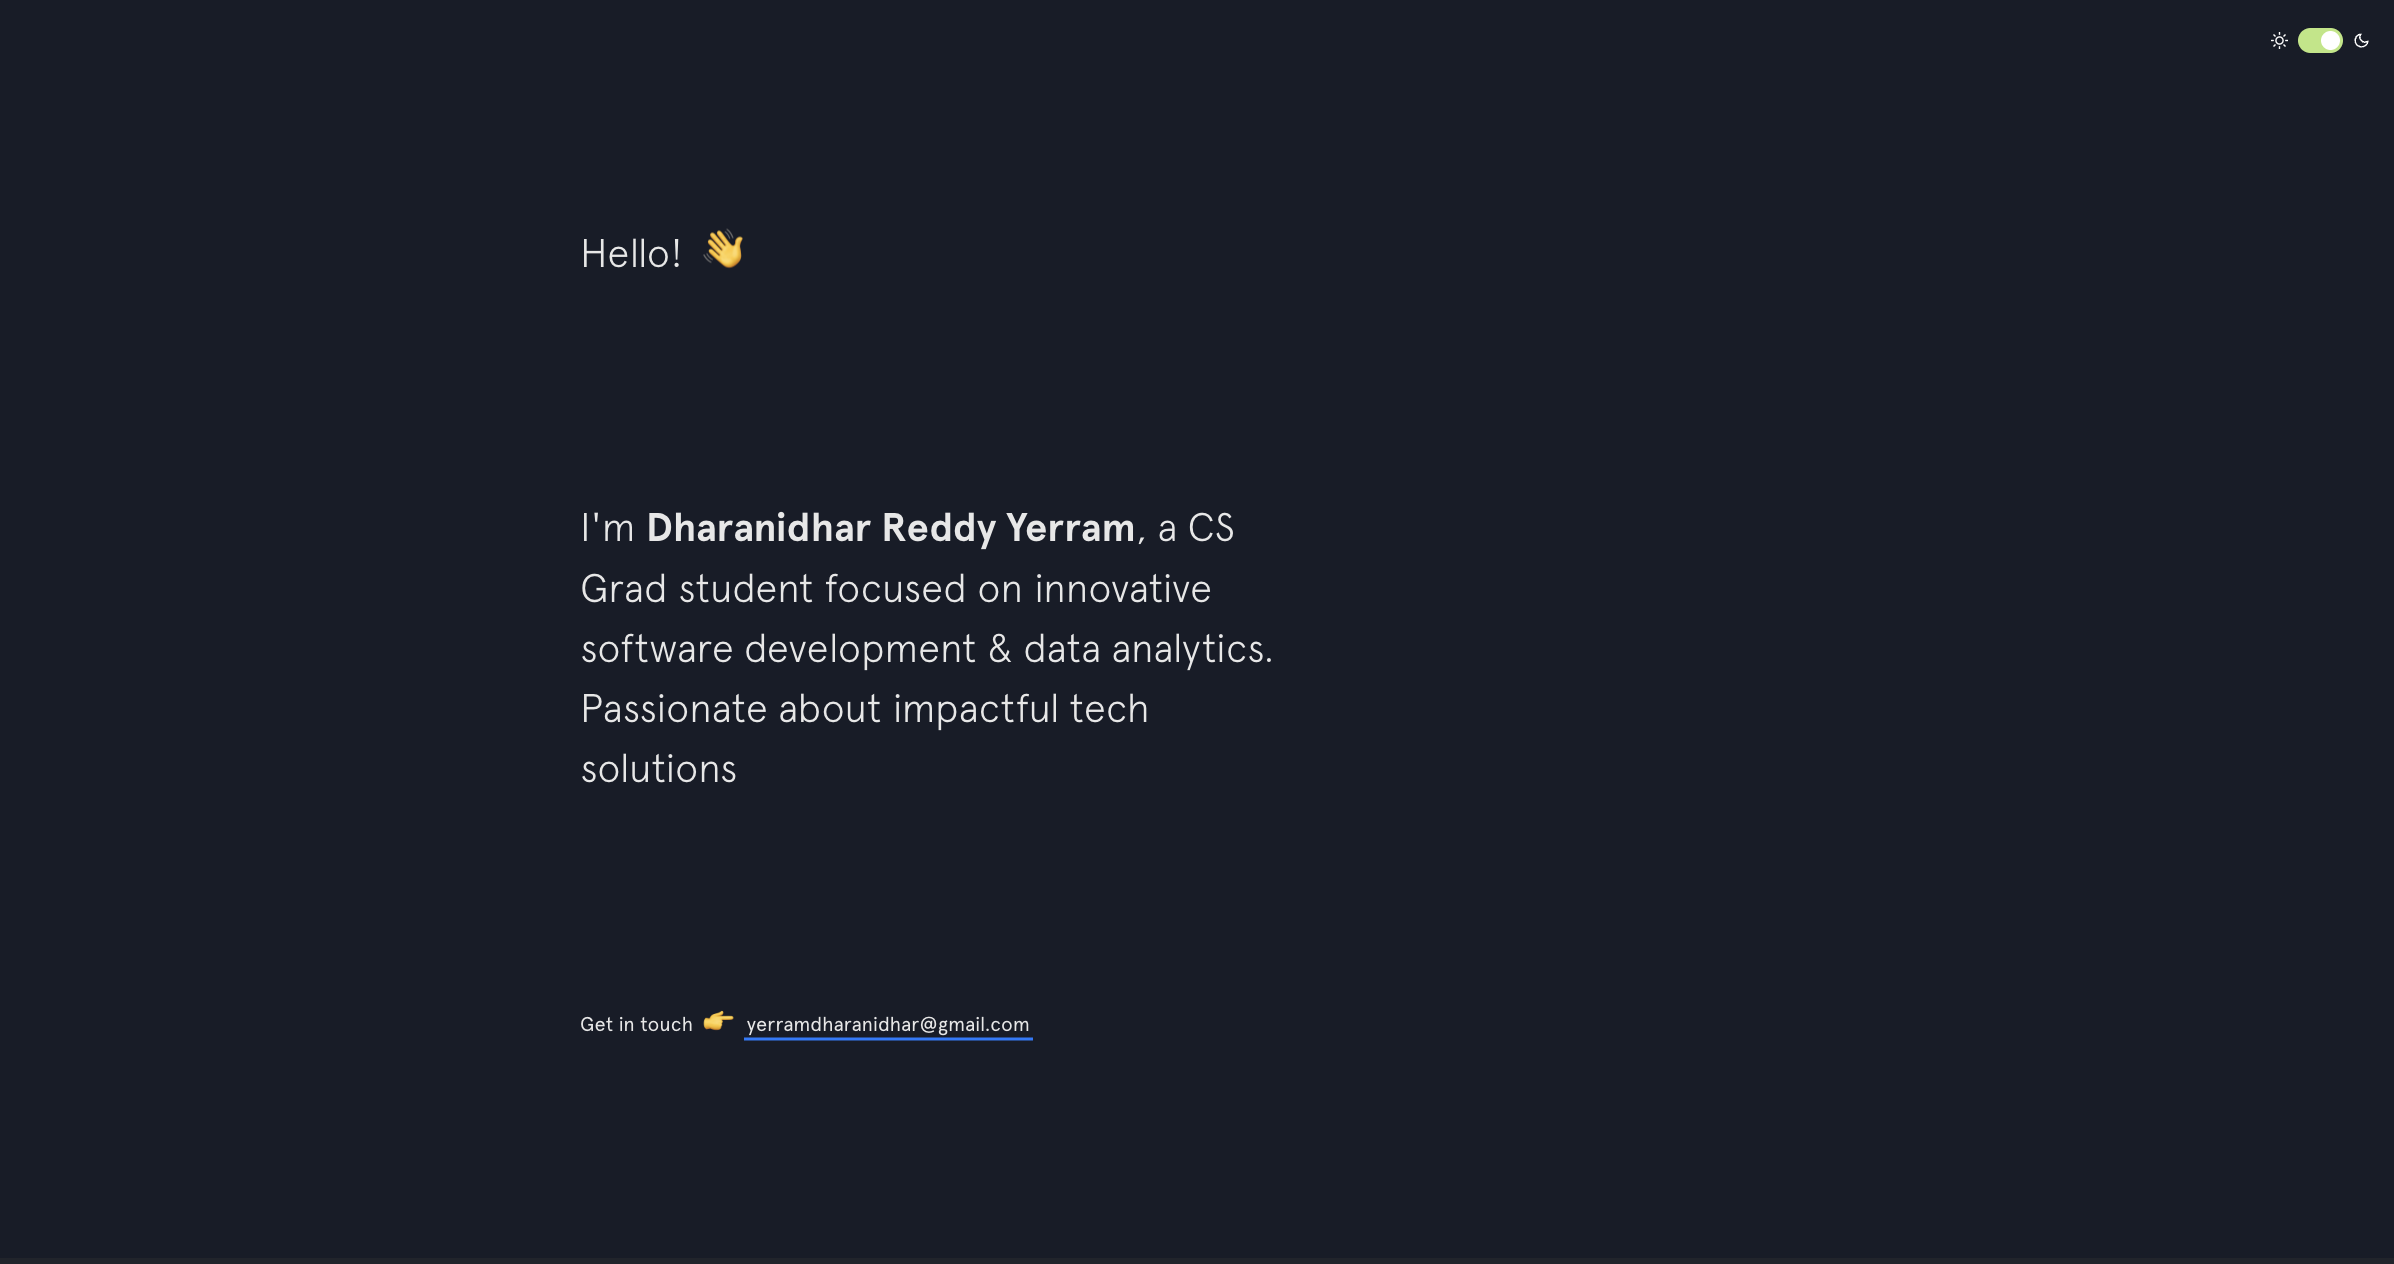 Hello! 👋
I'm Dharanidhar Reddy Yerram, a CS
Grad student focused on innovative
software development & data analytics.
Passionate about impactful tech
solutions
Get in touch 👉 yerramdharanidhar@gmail.com